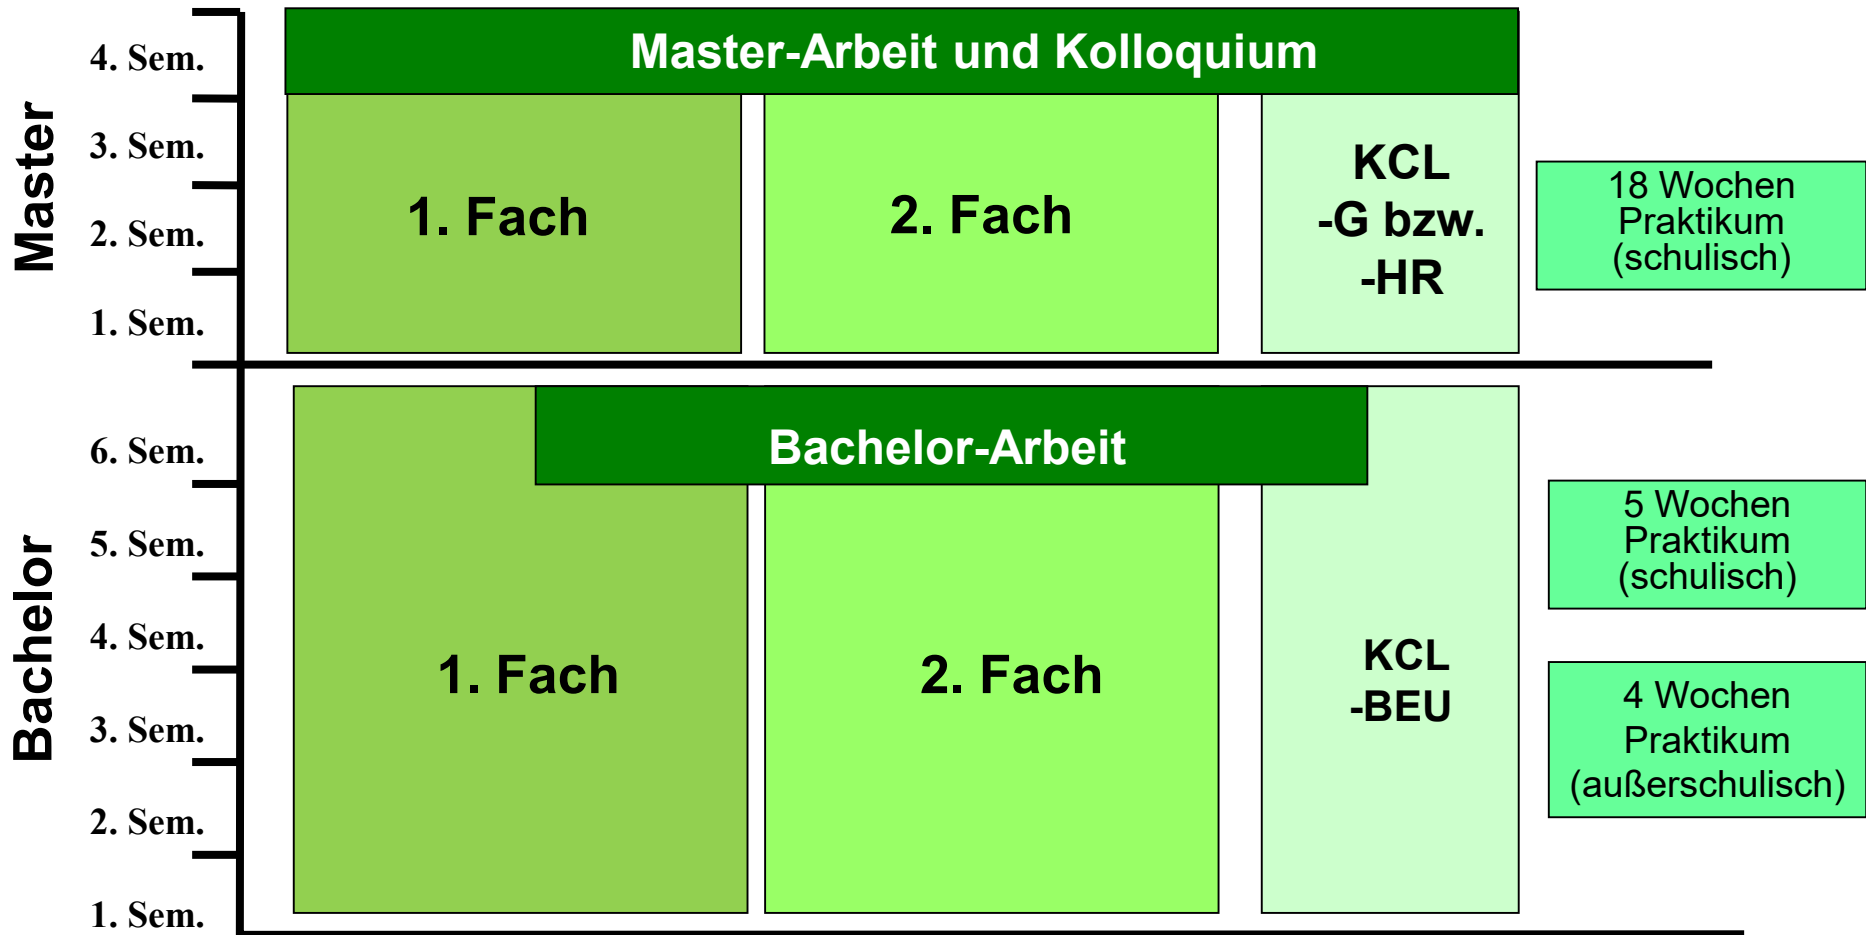 Master
4. Sem.
3. Sem.
2. Sem.
1. Sem.
Master-Arbeit und Kolloquium
1. Fach
2. Fach
KCL
-G bzw.
-HR
18 Wochen
Praktikum
(schulisch)
Bachelor
6. Sem.
5. Sem.
4. Sem.
3. Sem.
2. Sem.
1. Sem.
Bachelor-Arbeit
1. Fach
2. Fach
KCL
-BEU
5 Wochen
Praktikum
(schulisch)
4 Wochen
Praktikum
(außerschulisch)